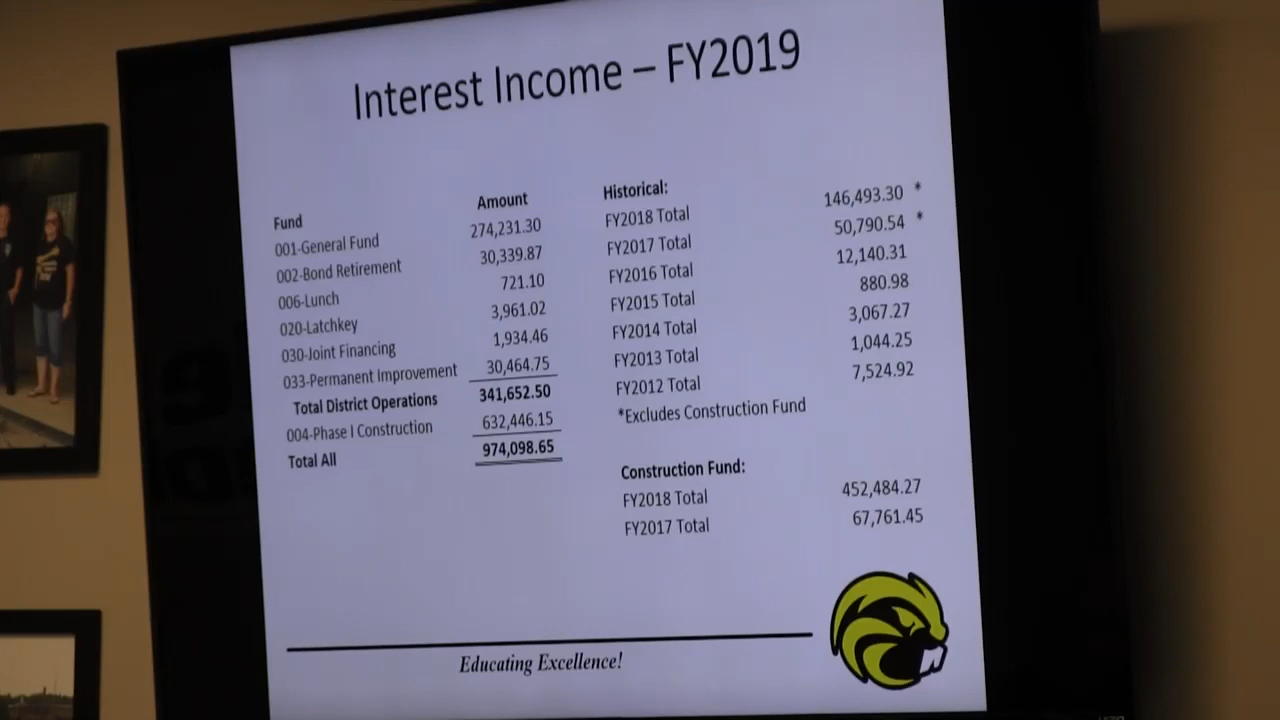 Interest Income – FY2019
Fund Amount
001-General Fund 274,231.30
002-Bond Retirement 30,339.87
006-Lunch 721.10
020-Latchkey 3,961.02
030-Joint Financing 1,934.46
033-Permanent Improvement 30,464.75
Total District Operations 341,652.50
004-Phase I Construction 632,446.15
Total All 974,098.65
Historical:
FY2018 Total 146,493.30 *
FY2017 Total 50,790.54 *
FY2016 Total 12,140.31
FY2015 Total 880.98
FY2014 Total 3,067.27
FY2013 Total 1,044.25
FY2012 Total 7,524.92
*Excludes Construction Fund
Construction Fund:
FY2018 Total 452,484.27
FY2017 Total 67,761.45
Educating Excellence!